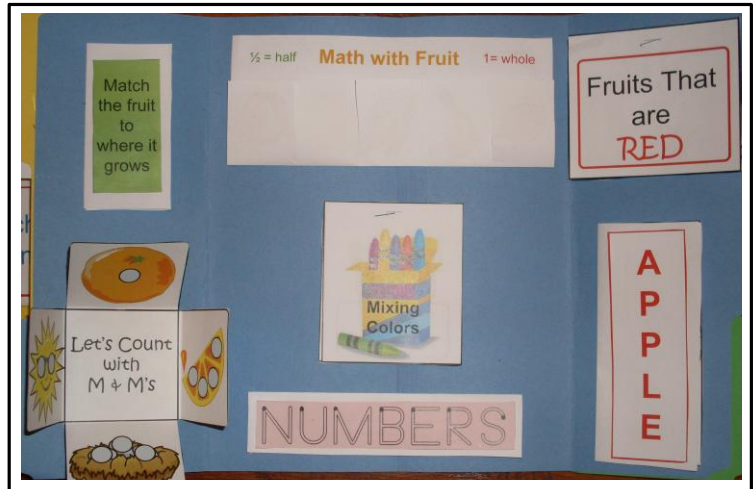 Match
the fruit
to
where it
grows
½ = half Math with Fruit 1= whole
Fruits That
are
RED
Let's Count
with
M & M's
Mixing
Colors
NUMBERS
A
P
P
L
E